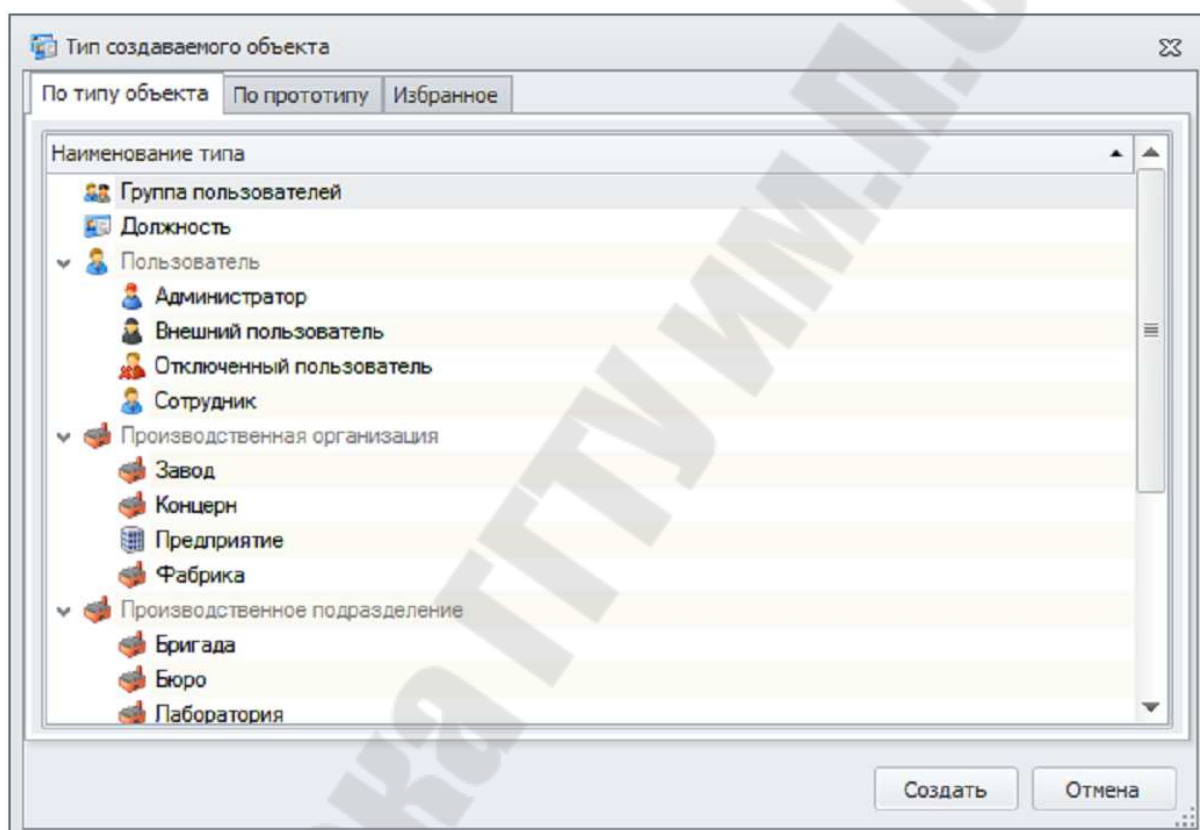 Тип создаваемого объекта
По типу объекта По прототипу Избранное
Наименование типа
Группа пользователей
Должность
Пользователь
Администратор
Внешний пользователь
Отключенный пользователь
Сотрудник
Производственная организация
Завод
Концерн
Предприятие
Фабрика
Производственное подразделение
Бригада
Бюро
Лаборатория
Создать Отмена